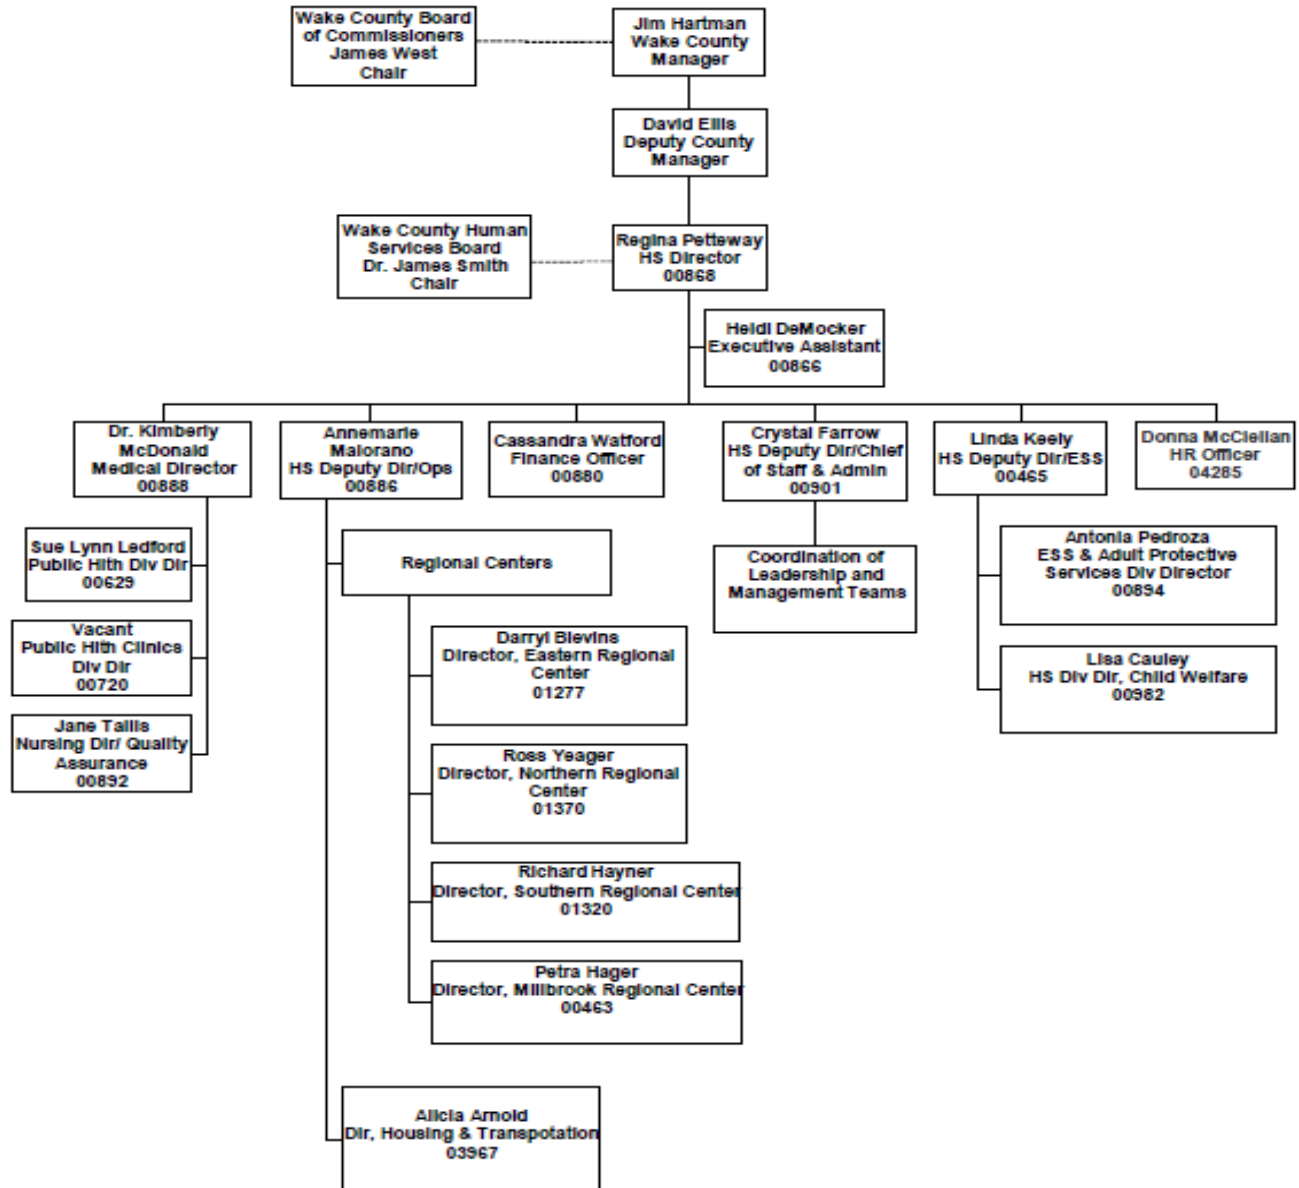 Wake County Board
of Commissioners
James West
Chair
Jim Hartman
Wake County
Manager
David Ellis
Deputy County
Manager
Wake County Human
Services Board
Dr. James Smith
Chair
Regina Petteway
HS Director
00868
Heidi DeMocker
Executive Assistant
00866
Dr. Kimberly
McDonald
Medical Director
00888
Annemarie
Maiorano
HS Deputy Dir/Ops
00886
Cassandra Watford
Finance Officer
00880
Crystal Farrow
HS Deputy Dir/Chief
of Staff & Admin
00901
Linda Keely
HS Deputy Dir/ESS
00465
Donna McClellan
HR Officer
04285
Sue Lynn Ledford
Public Hlth Div Dir
00629
Vacant
Public Hlth Clinics
Div Dir
00720
Jane Tallis
Nursing Dir/ Quality
Assurance
00892
Regional Centers
Darryl Blevins
Director, Eastern Regional
Center
01277
Ross Yeager
Director, Northern Regional
Center
01370
Richard Hayner
Director, Southern Regional Center
01320
Petra Hager
Director, Millbrook Regional Center
00463
Alicia Arnold
Dir, Housing & Transpotation
03967
Coordination of
Leadership and
Management Teams
Antonia Pedroza
ESS & Adult Protective
Services Div Director
00894
Lisa Cauley
HS Div Dir, Child Welfare
00982